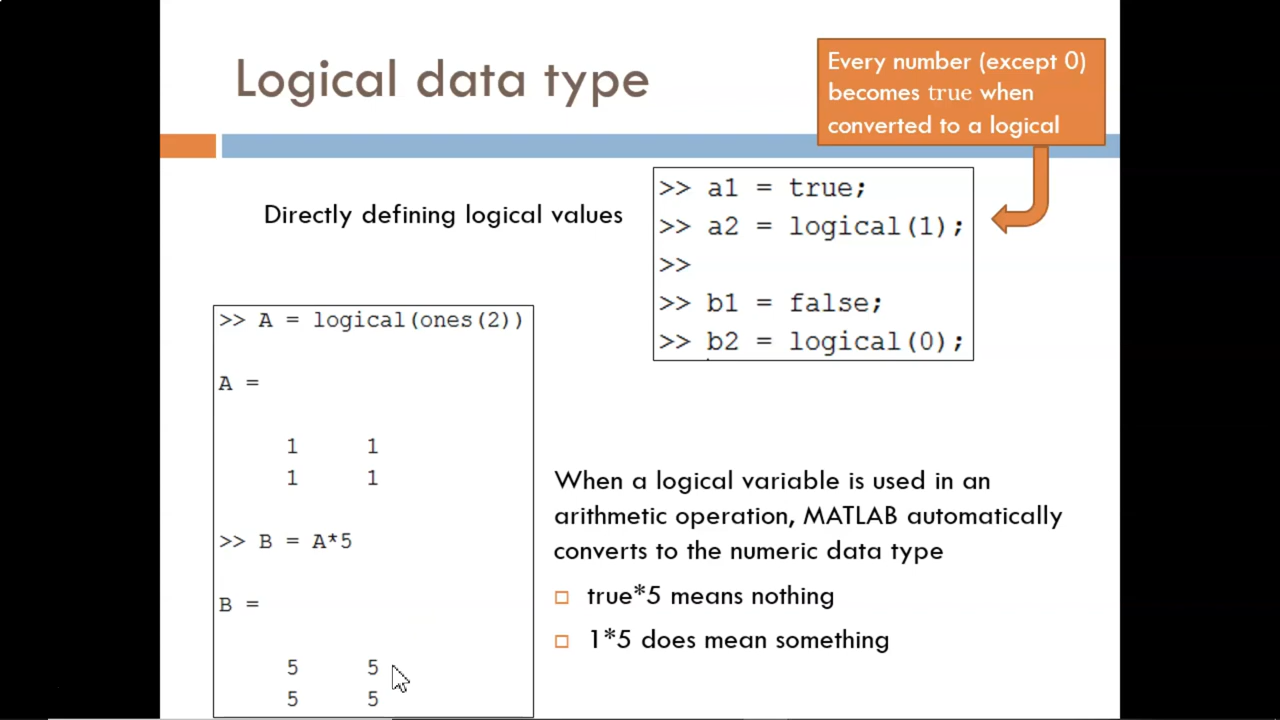 Logical data type
Every number (except 0)
becomes true when
converted to a logical
Directly defining logical values
>> a1 = true;
>> a2 = logical(1);
>>
>> b1 = false;
>> b2 = logical(0);
>> A = logical(ones(2))
A =
1 1
1 1
>> B = A*5
B =
5 5
5 5
When a logical variable is used in an
arithmetic operation, MATLAB automatically
converts to the numeric data type
true*5 means nothing
1*5 does mean something